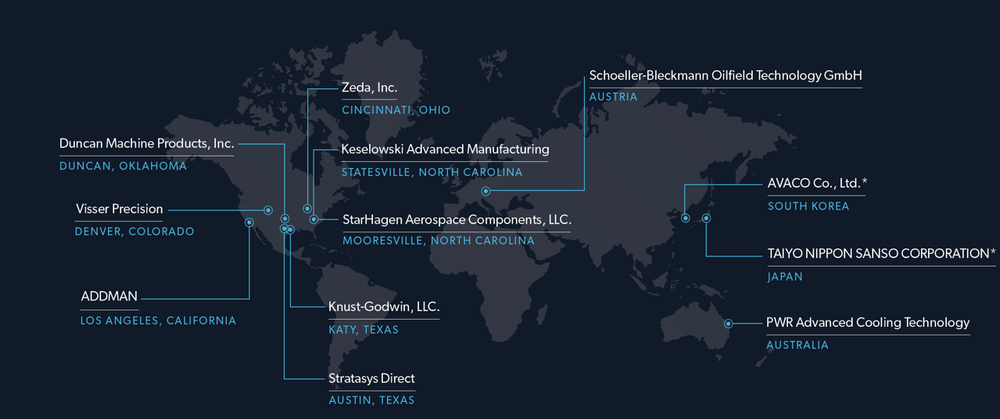 Schoeller-Bleckmann Oilfield Technology GmbH
AUSTRIA
Zeda, Inc.
CINCINNATI, OHIO
Duncan Machine Products, Inc.
DUNCAN, OKLAHOMA
Keselowski Advanced Manufacturing
STATESVILLE, NORTH CAROLINA
AVACO Co., Ltd.*
SOUTH KOREA
Visser Precision
DENVER, COLORADO
StarHagen Aerospace Components, LLC.
MOORESVILLE, NORTH CAROLINA
TAIYO NIPPON SANSO CORPORATION*
JAPAN
ADDMAN
LOS ANGELES, CALIFORNIA
Knust-Godwin, LLC.
KATY, TEXAS
PWR Advanced Cooling Technology
AUSTRALIA
Stratasys Direct
AUSTIN, TEXAS